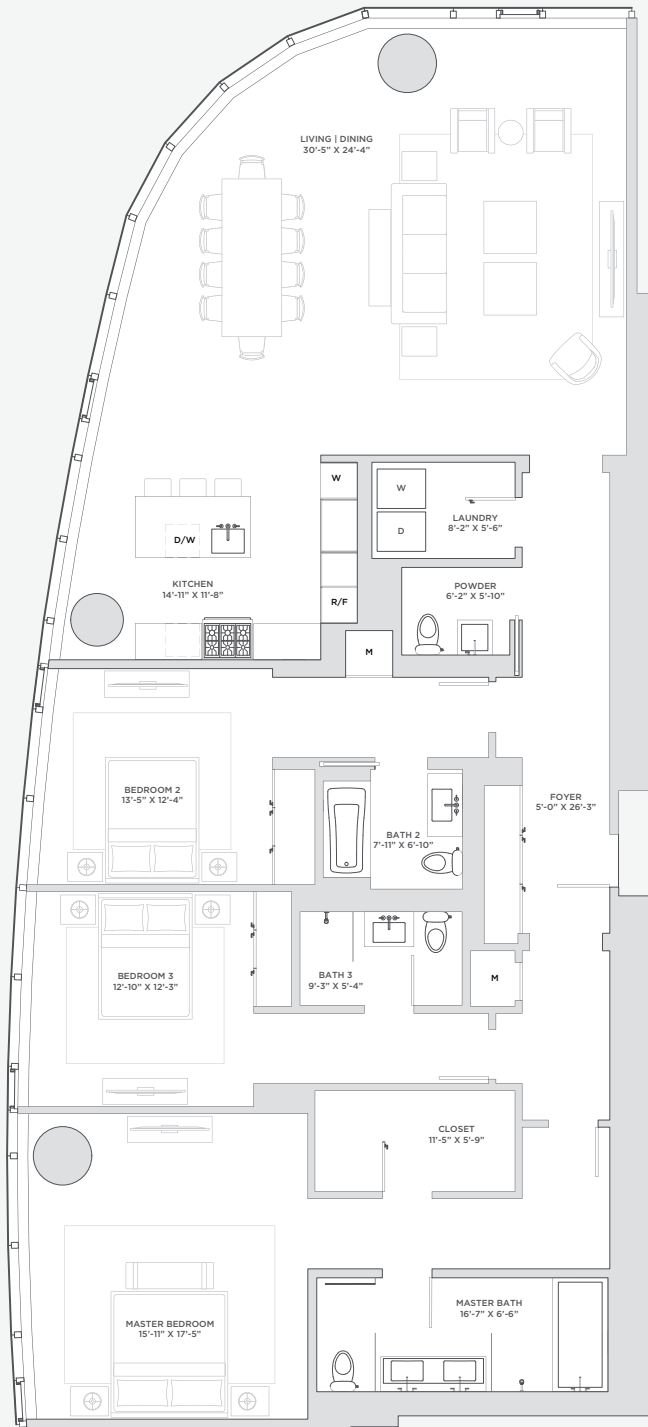 LIVING | DINING
30'-5" X 24'-4"
W
W
D
LAUNDRY
8'-2" X 5'-6"
D/W
KITCHEN
14'-11" X 11'-8"
R/F
POWDER
6'-2" X 5'-10"
M
BEDROOM 2
13'-5" X 12'-4"
FOYER
5'-0" X 26'-3"
BATH 2
7'-11" X 6'-10"
BEDROOM 3
12'-10" X 12'-3"
BATH 3
9'-3" X 5'-4"
M
CLOSET
11'-5" X 5'-9"
MASTER BEDROOM
15'-11" X 17'-5"
MASTER BATH
16'-7" X 6'-6"